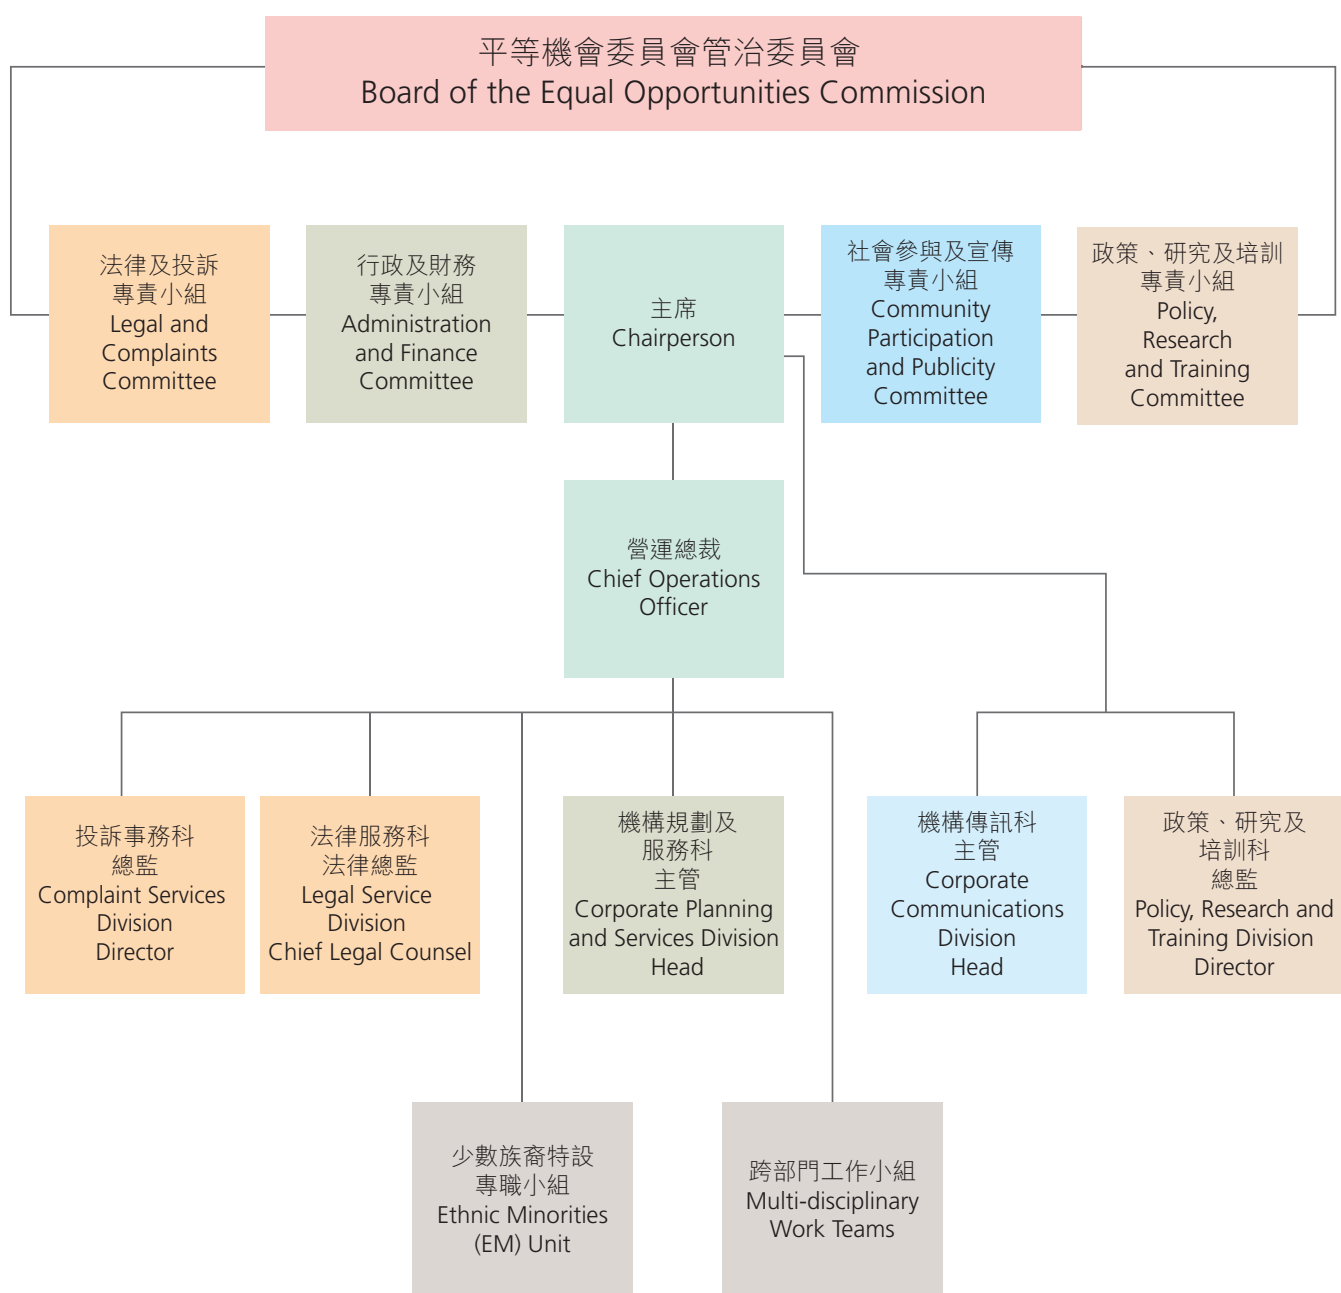 平等機會委員會管治委員會
Board of the Equal Opportunities Commission
法律及投訴
專責小組
Legal and
Complaints
Committee
行政及財務
專責小組
Administration
and Finance
Committee
主席
Chairperson
社會參與及宣傳
專責小組
Community
Participation
and Publicity
Committee
政策、研究及培訓
專責小組
Policy,
Research
and Training
Committee
營運總裁
Chief Operations
Officer
投訴事務科
總監
Complaint Services
Division
Director
法律服務科
法律總監
Legal Service
Division
Chief Legal Counsel
機構規劃及
服務科
主管
Corporate Planning
and Services Division
Head
機構傳訊科
主管
Corporate
Communications
Division
Head
政策、研究及
培訓科
總監
Policy, Research and
Training Division
Director
少數族裔特設
專職小組
Ethnic Minorities
(EM) Unit
跨部門工作小組
Multi-disciplinary
Work Teams